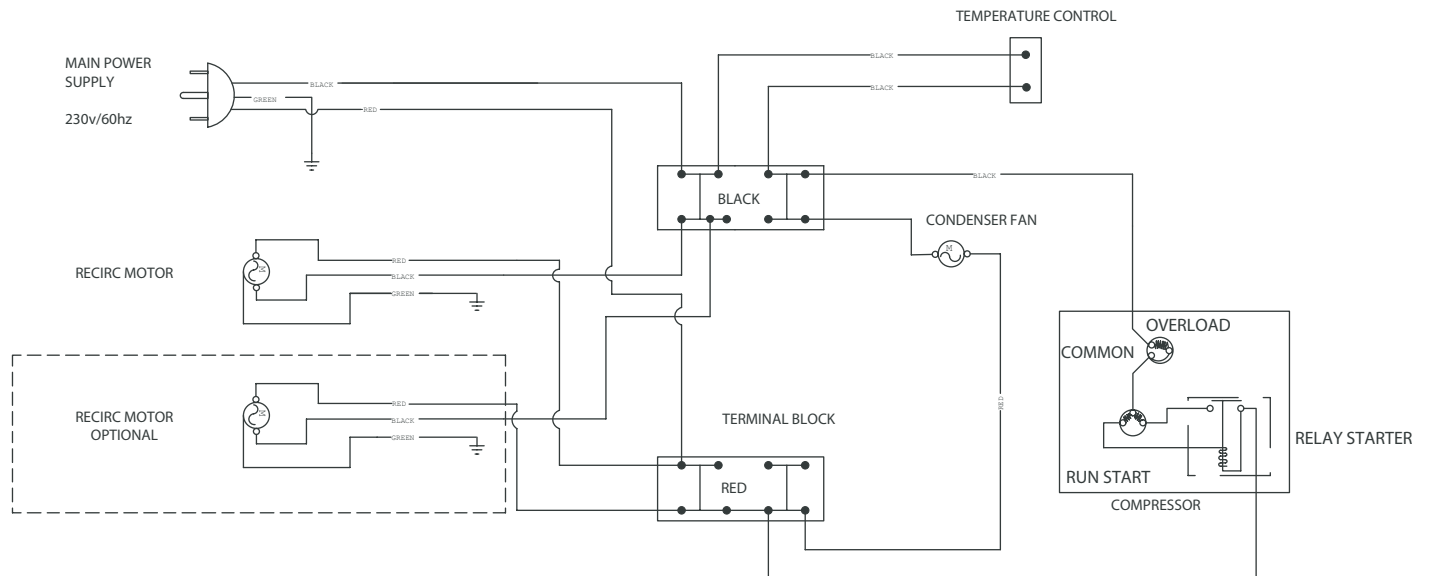 TEMPERATURE CONTROL
BLACK
BLACK
MAIN POWER
SUPPLY
230v/60hz
BLACK
GREEN
RED
BLACK
BLACK
CONDENSER FAN
M
RECIRC MOTOR
M
RED
BLACK
GREEN
OVERLOAD
COMMON
RED
RECIRC MOTOR
OPTIONAL
M
RED
BLACK
GREEN
TERMINAL BLOCK
RED
RELAY STARTER
RUN START
COMPRESSOR